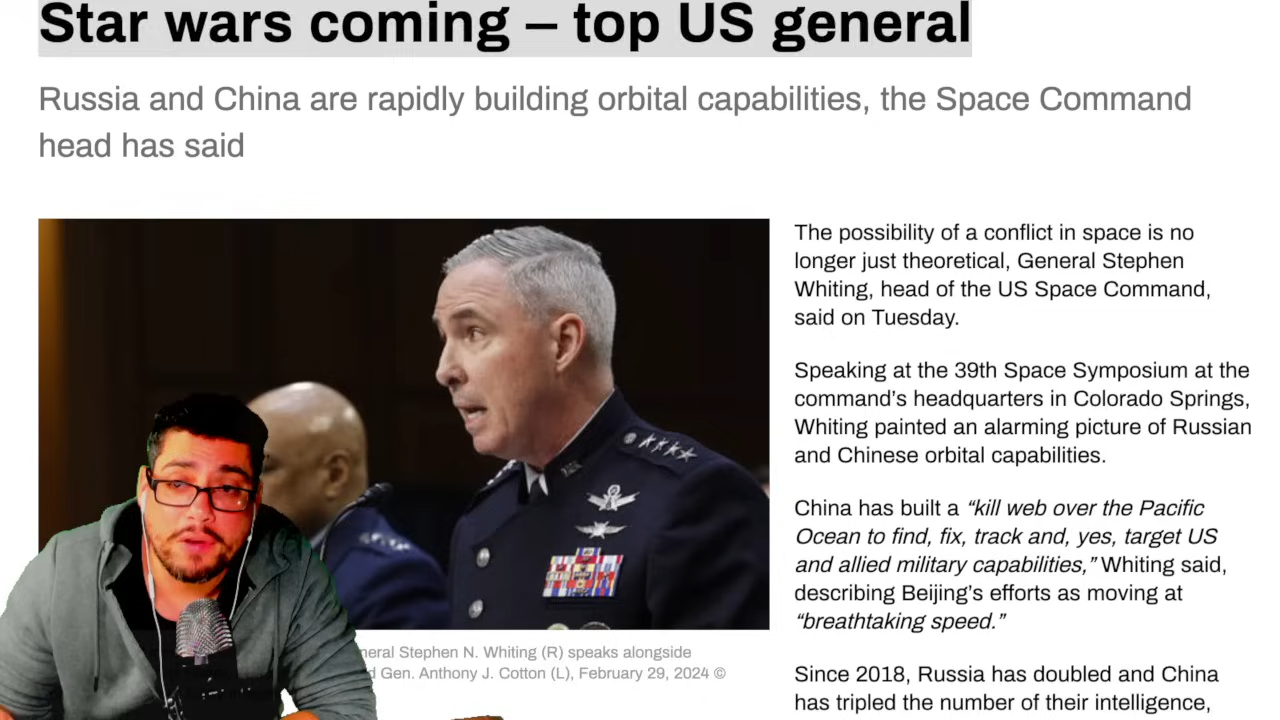 Star wars coming – top US general
Russia and China are rapidly building orbital capabilities, the Space Command
head has said
The possibility of a conflict in space is no
longer just theoretical, General Stephen
Whiting, head of the US Space Command,
said on Tuesday.
Speaking at the 39th Space Symposium at the
command’s headquarters in Colorado Springs,
Whiting painted an alarming picture of Russian
and Chinese orbital capabilities.
China has built a “kill web over the Pacific
Ocean to find, fix, track and, yes, target US
and allied military capabilities,” Whiting said,
describing Beijing’s efforts as moving at
“breathtaking speed.”
Since 2018, Russia has doubled and China
has tripled the number of their intelligence,
Stephen N. Whiting (R) speaks alongside
Gen. Anthony J. Cotton (L), February 29, 2024 ©